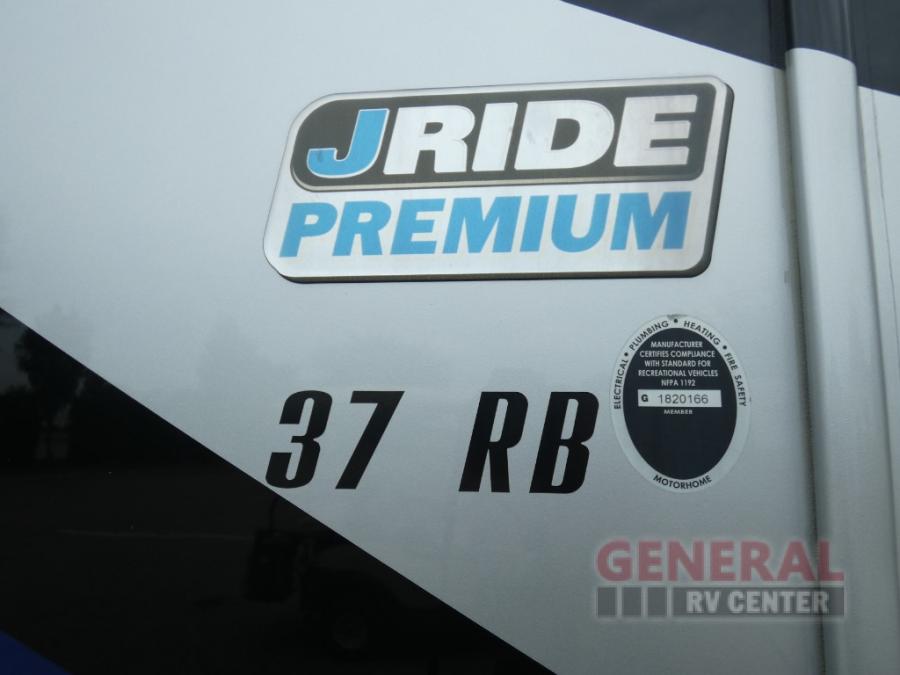 JRIDE
PREMIUM
37 RB
ELECTRICAL • PLUMBING • HEATING • FIRE SAFETY
MANUFACTURER
CERTIFIES COMPLIANCE
WITH STANDARD FOR
RECREATIONAL VEHICLES
NFPA 1192
G 1820166
MEMBER
MOTORHOME
GENERAL
RV CENTER